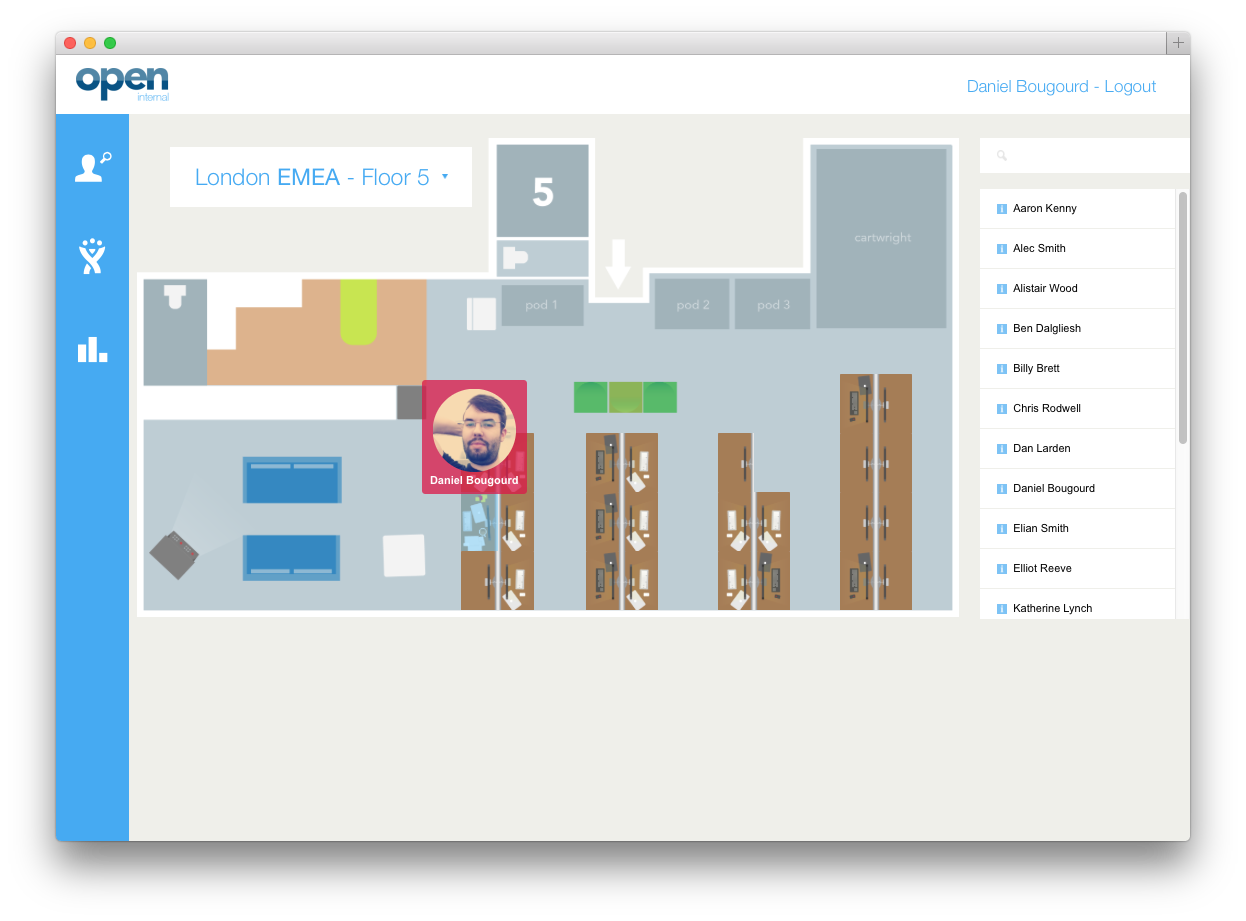 open
internal
Daniel Bougourd - Logout
London EMEA - Floor 5
5
cartwright
pod 1
pod 2
pod 3
Daniel Bougourd
Aaron Kenny
Alec Smith
Alistair Wood
Ben Dalgliesh
Billy Brett
Chris Rodwell
Dan Larden
Daniel Bougourd
Elian Smith
Elliot Reeve
Katherine Lynch